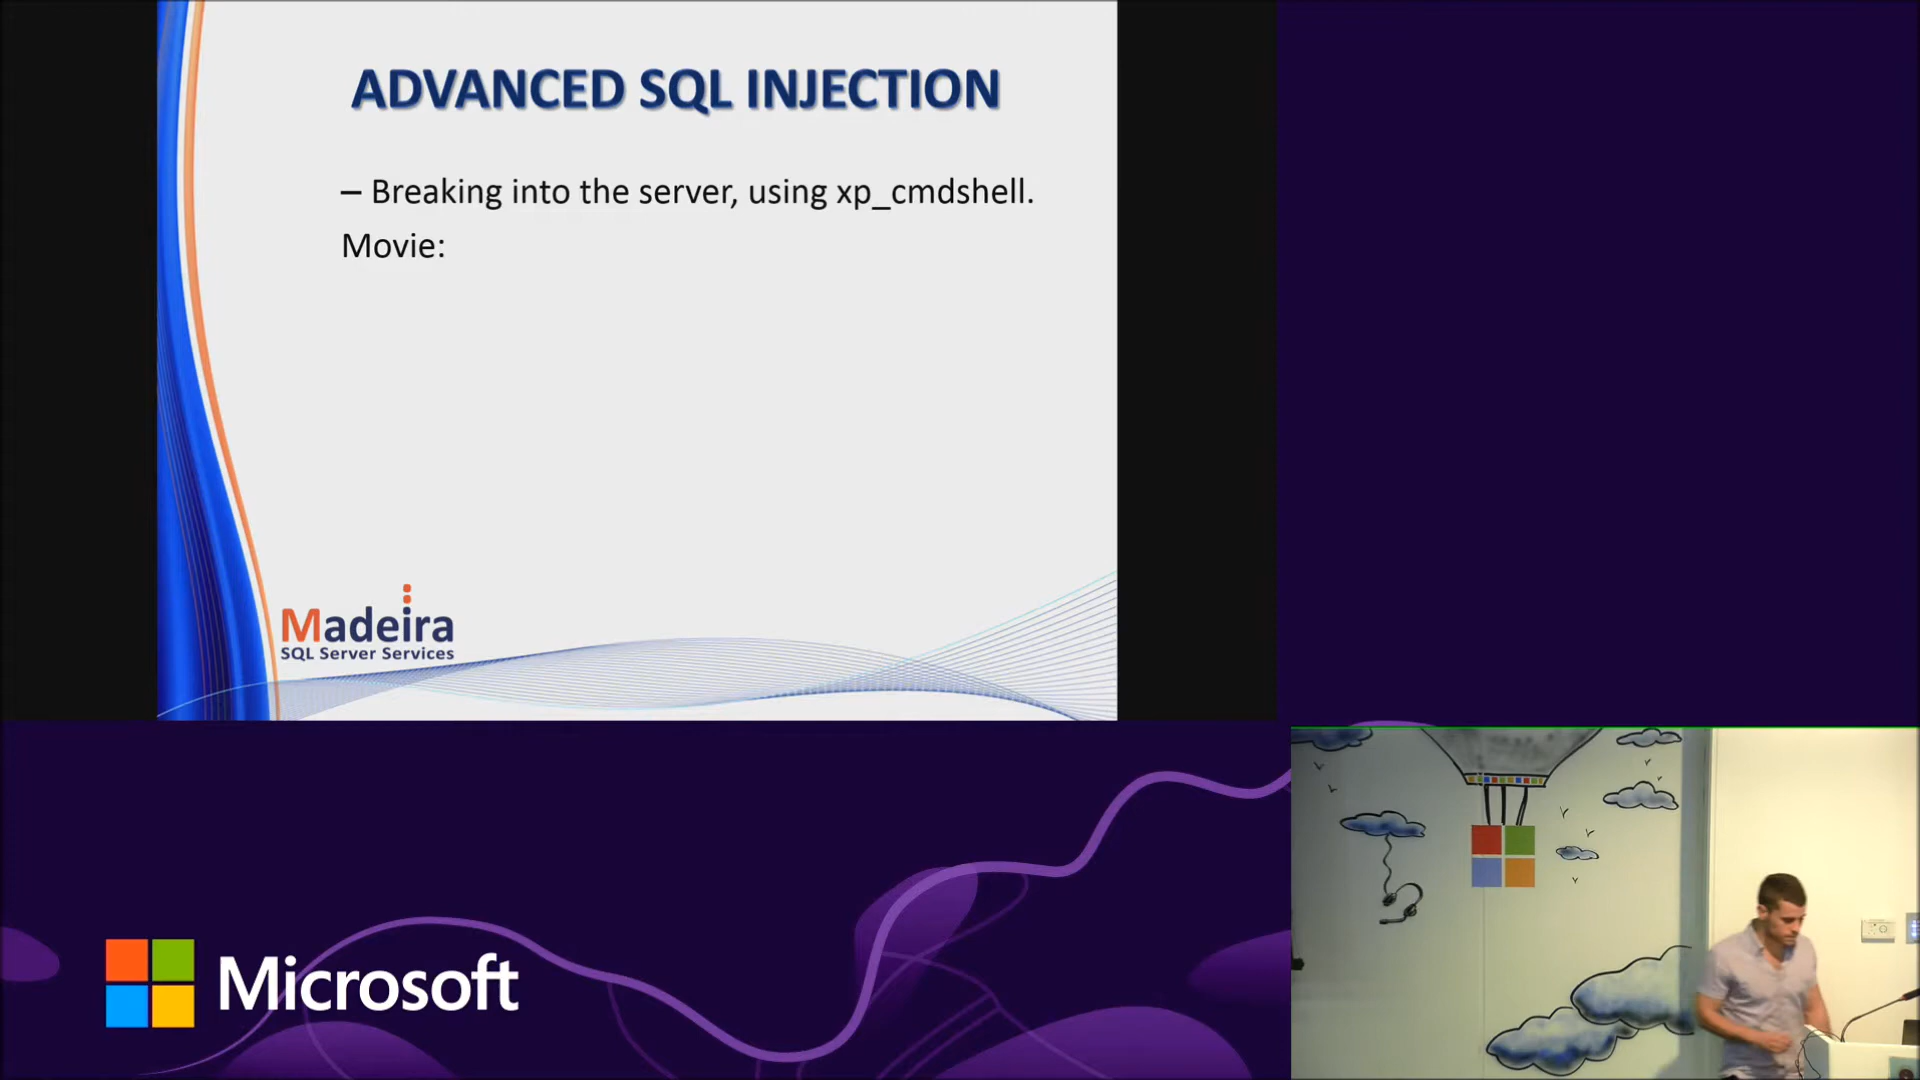 ADVANCED SQL INJECTION
– Breaking into the server, using xp_cmdshell.
Movie:
Madeira
SQL Server Services
Microsoft